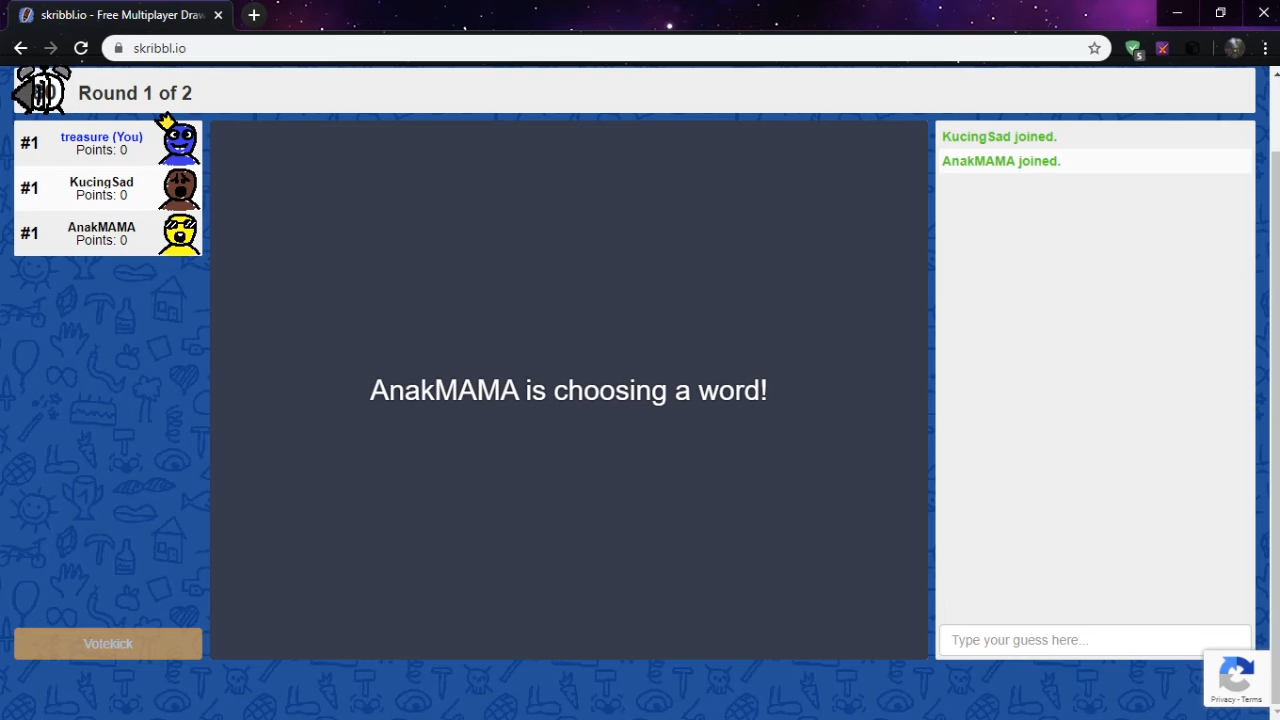 skribbl.io - Free Multiplayer Draw
skribbl.io
5
Round 1 of 2
#1
treasure (You)
Points: 0
#1
KucingSad
Points: 0
#1
AnakMAMA
Points: 0
KucingSad joined.
AnakMAMA joined.
AnakMAMA is choosing a word!
Votekick
Type your guess here...
Privacy - Terms